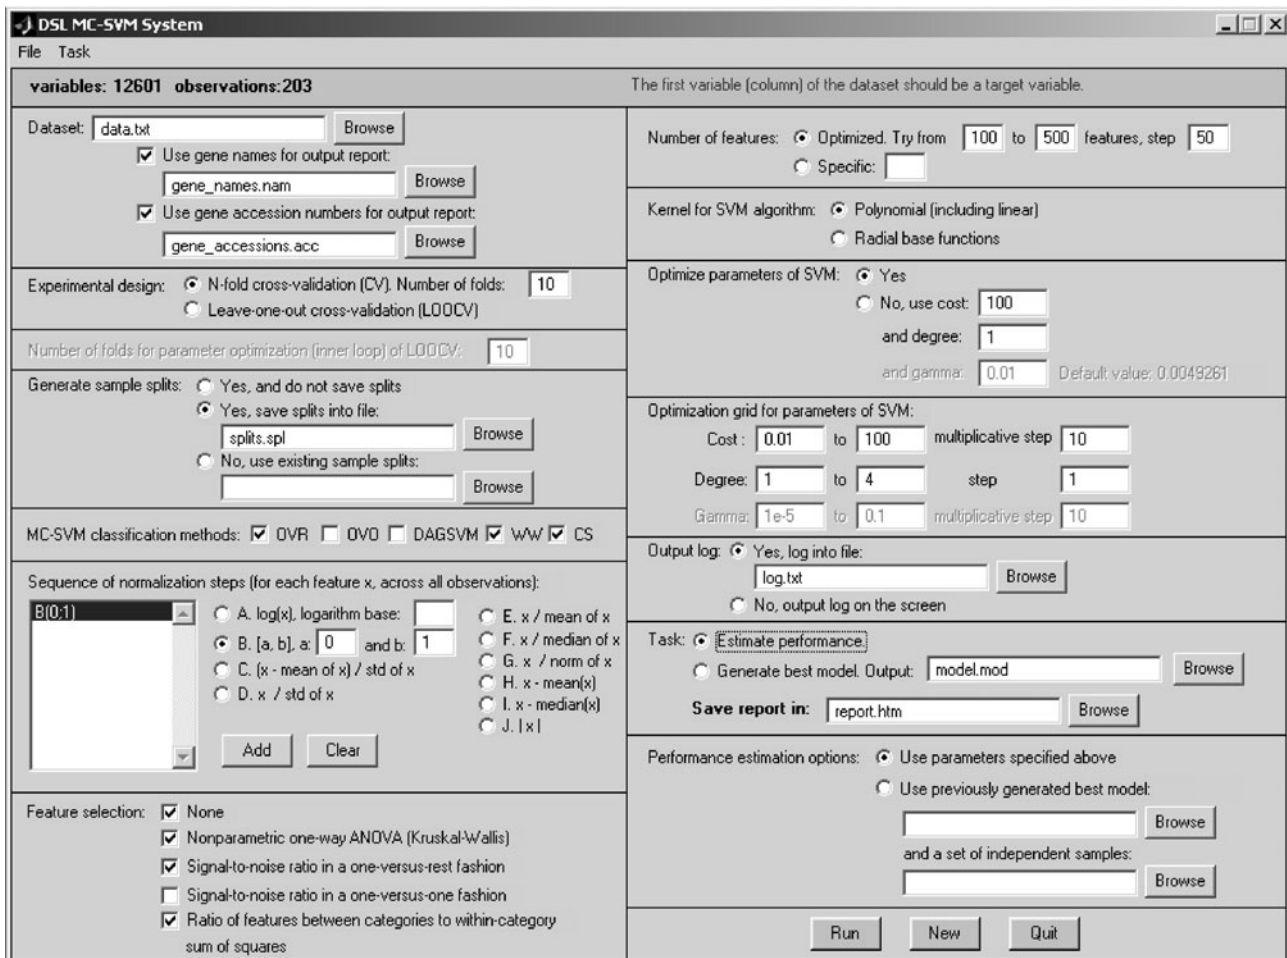 DSL MC-SVM System
File Task
variables: 12601 observations:203
The first variable (column) of the dataset should be a target variable.
Dataset: data.txt Browse
Use gene names for output report:
gene_names.nam Browse
Use gene accession numbers for output report:
gene_accessions.acc Browse
Experimental design: N-fold cross-validation (CV). Number of folds: 10
Leave-one-out cross-validation (LOOCV)
Number of folds for parameter optimization (inner loop) of LOOCV: 10
Generate sample splits: Yes, and do not save splits
Yes, save splits into file:
splits.spl Browse
No, use existing sample splits:
Browse
MC-SVM classification methods: OVR OVO DAGSVM WW CS
Sequence of normalization steps (for each feature x, across all observations):
B(0;1)
A. log(x), logarithm base:
B. [a, b], a: 0 and b: 1
C. (x - mean of x) / std of x
D. x / std of x
E. x / mean of x
F. x / median of x
G. x / norm of x
H. x - mean(x)
I. x - median(x)
J. | x |
Add Clear
Feature selection: None
Nonparametric one-way ANOVA (Kruskal-Wallis)
Signal-to-noise ratio in a one-versus-rest fashion
Signal-to-noise ratio in a one-versus-one fashion
Ratio of features between categories to within-category
sum of squares
Number of features: Optimized. Try from 100 to 500 features, step 50
Specific:
Kernel for SVM algorithm: Polynomial (including linear)
Radial base functions
Optimize parameters of SVM: Yes
No, use cost: 100
and degree: 1
and gamma: 0.01 Default value: 0.0049261
Optimization grid for parameters of SVM:
Cost : 0.01 to 100 multiplicative step 10
Degree: 1 to 4 step 1
Gamma: 1e-5 to 0.1 multiplicative step 10
Output log: Yes, log into file:
log.txt Browse
No, output log on the screen
Task: Estimate performance.
Generate best model. Output: model.mod Browse
Save report in: report.htm Browse
Performance estimation options: Use parameters specified above
Use previously generated best model:
Browse
and a set of independent samples:
Browse
Run New Quit